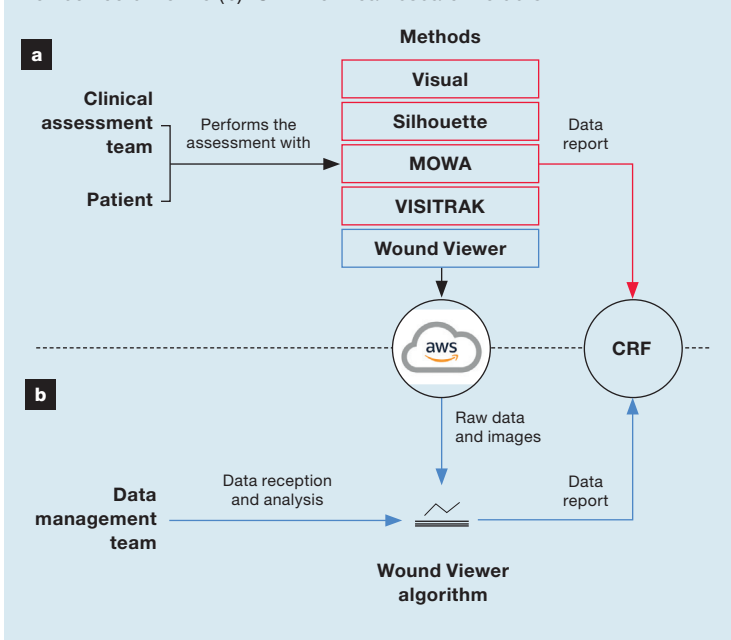 Methods
a
Visual
Clinical
assessment
team
Performs the
assessment with
Silhouette
Data
report
MOWA
Patient
VISITRAK
Wound Viewer
aws
CRF
b
Raw data
and images
Data reception
and analysis
Data
report
Data
management
team
Wound Viewer
algorithm